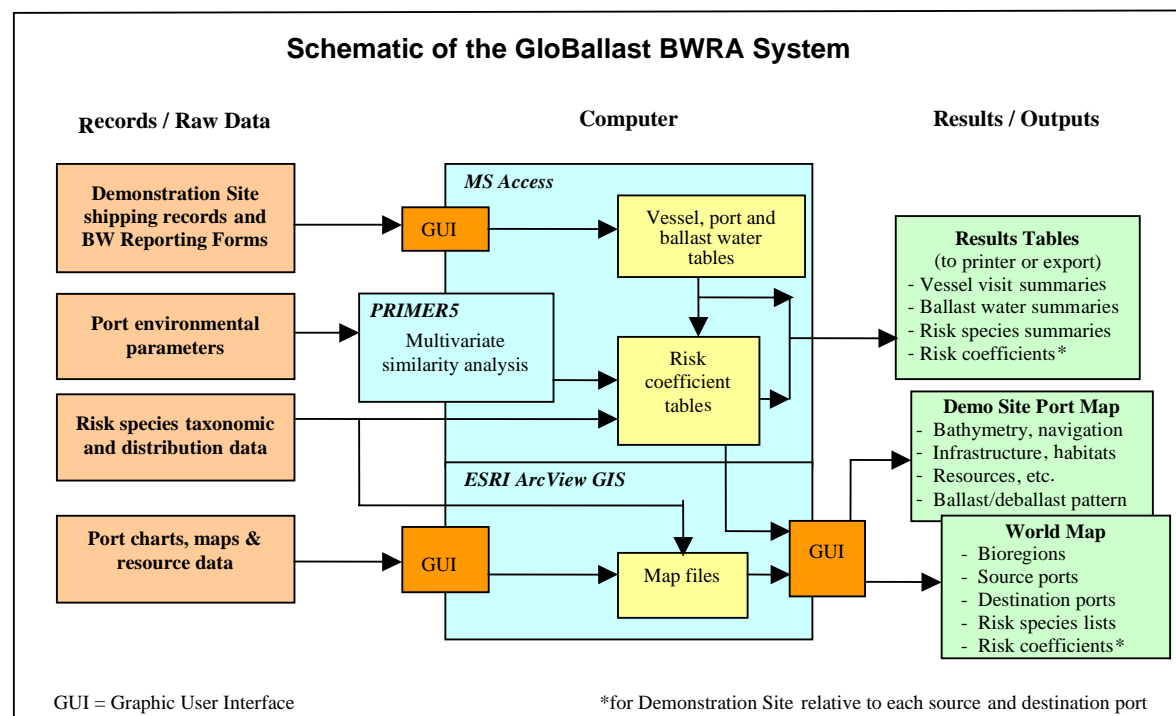 Schematic of the GloBallast BWRA System
Records / Raw Data
Computer
Results / Outputs
Demonstration Site
shipping records and
BW Reporting Forms
Port environmental
parameters
Risk species taxonomic
and distribution data
Port charts, maps &
resource data
MS Access
GUI
Vessel, port and
ballast water
tables
PRIMER5
Multivariate
similarity analysis
Risk
coefficient
tables
ESRI ArcView GIS
GUI
Map files
GUI
Results Tables
(to printer or export)
- Vessel visit summaries
- Ballast water summaries
- Risk species summaries
- Risk coefficients*
Demo Site Port Map
- Bathymetry, navigation
- Infrastructure, habitats
- Resources, etc.
- Ballast/deballast pattern
World Map
- Bioregions
- Source ports
- Destination ports
- Risk species lists
- Risk coefficients*
GUI = Graphic User Interface
*for Demonstration Site relative to each source and destination port